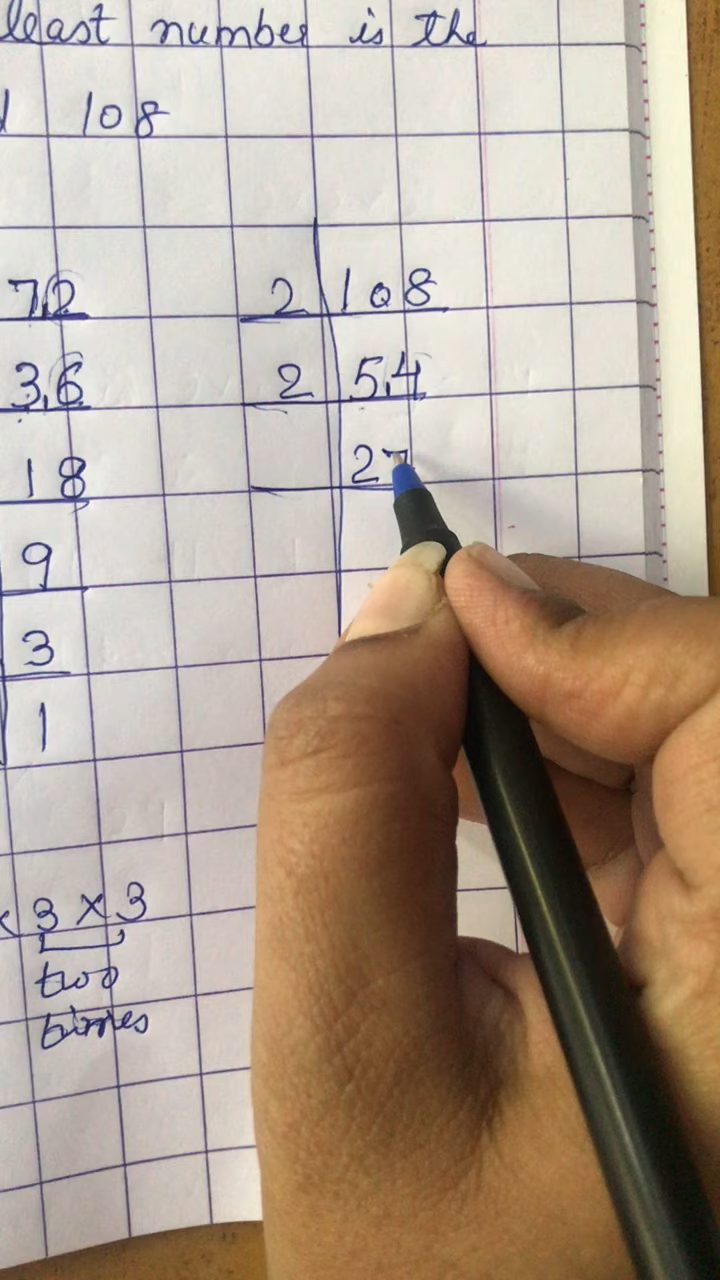 least number is the
108
72 2 108
36 2 54
18 27
9
3
1
3 × 3
two
times